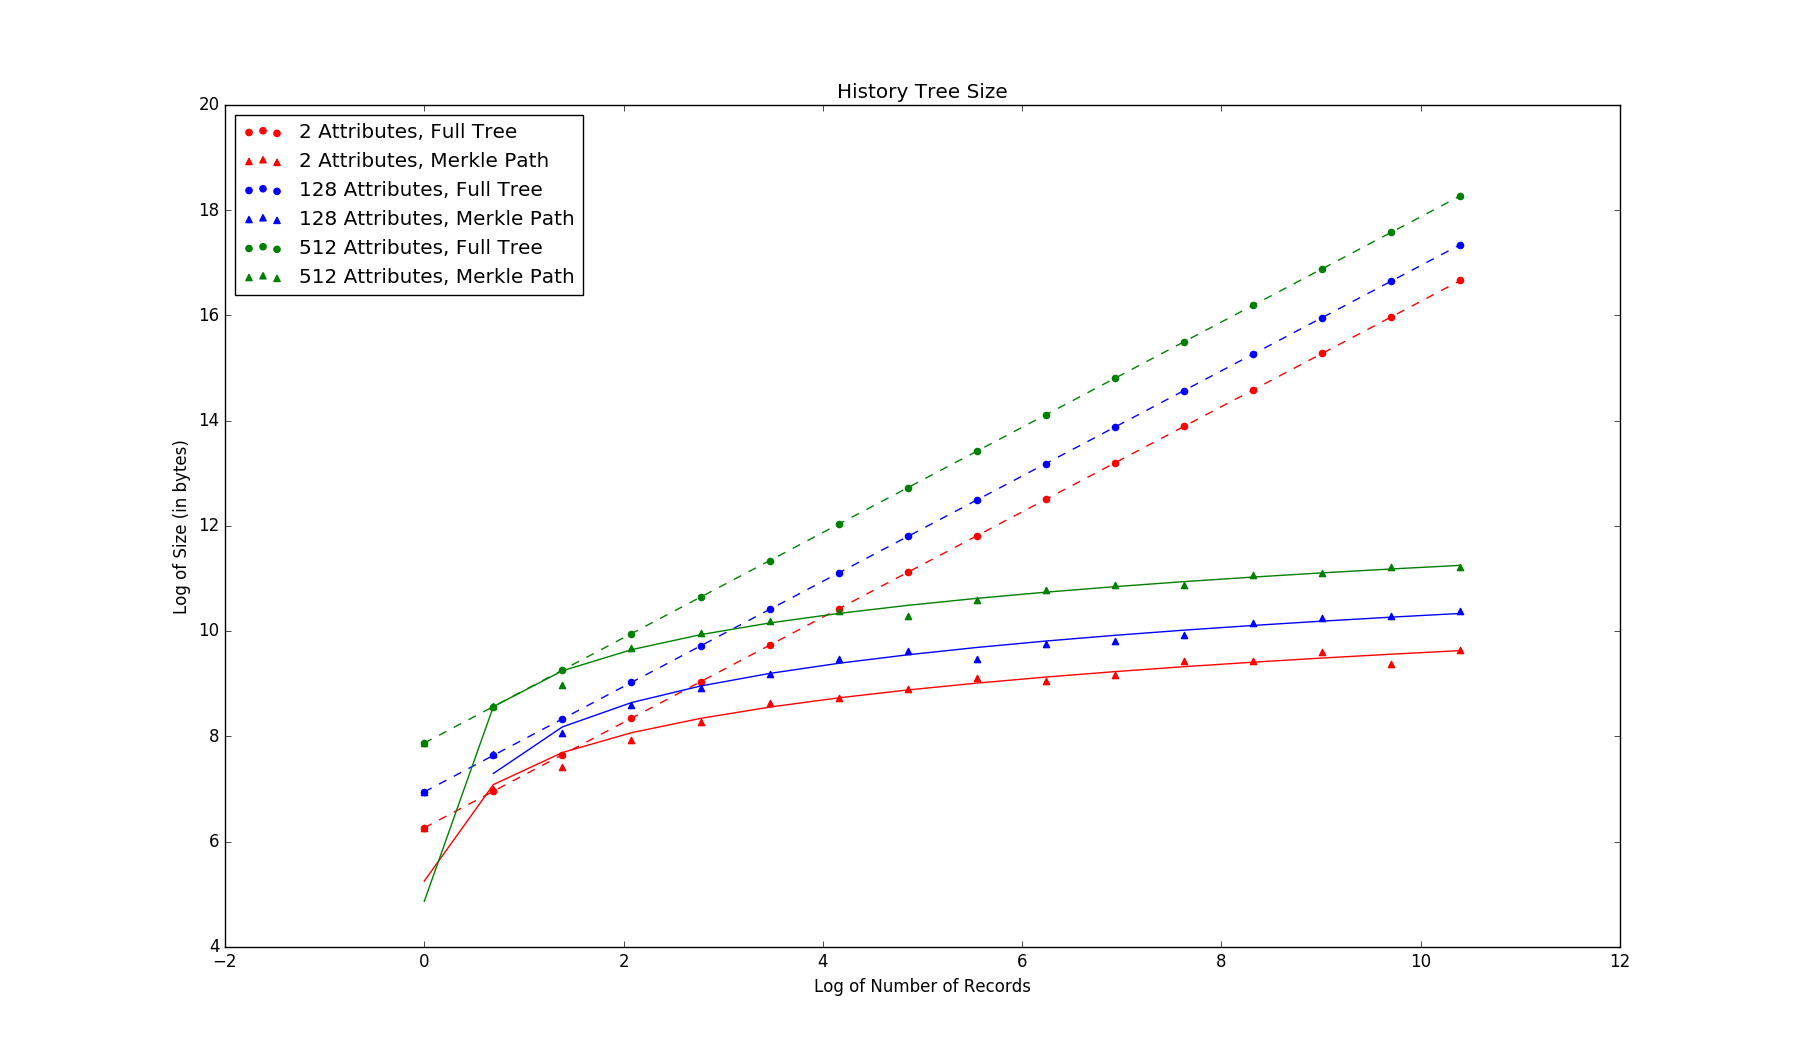 History Tree Size
20
18
16
14
12
10
8
6
4
2 Attributes, Full Tree
2 Attributes, Merkle Path
128 Attributes, Full Tree
128 Attributes, Merkle Path
512 Attributes, Full Tree
512 Attributes, Merkle Path
Log of Size (in bytes)
−2 0 2 4 6 8 10 12
Log of Number of Records